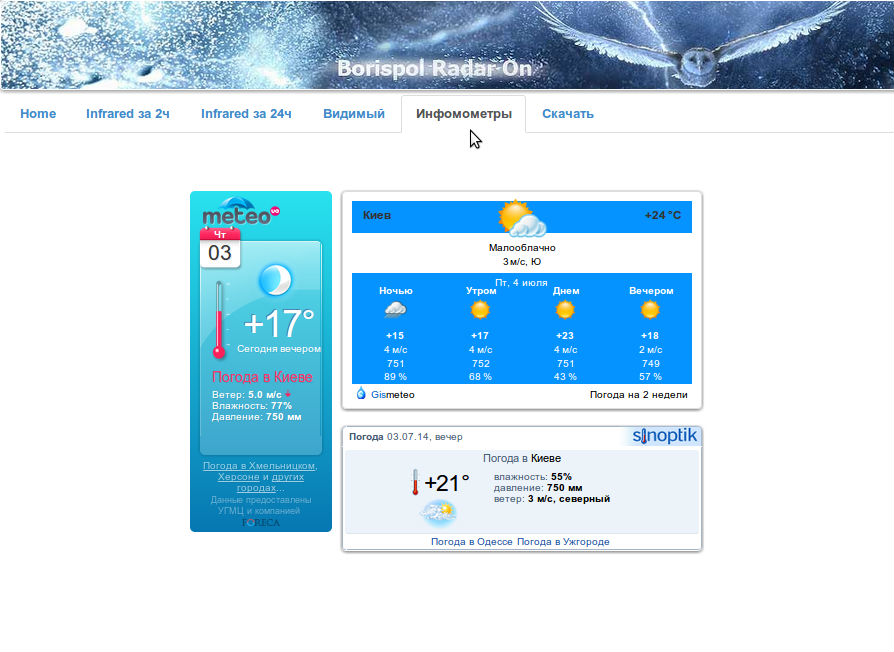 Borispol Radar On
Home Infrared за 2ч Infrared за 24ч Видимый Инфомометры Скачать
meteo ua
Чт
03
+17°
Сегодня вечером
Погода в Киеве
Ветер: 5.0 м/с
Влажность: 77%
Давление: 750 мм
Погода в Хмельницком,
Херсоне и других
городах...
Данные предоставлены
УГМЦ и компанией
FORECA
Киев +24 °C
Малооблачно
3м/с, Ю
Пт, 4 июля
Ночью Утром Днем Вечером
+15 +17 +23 +18
4 м/с 4 м/с 4 м/с 2 м/с
751 752 751 749
89 % 68 % 43 % 57 %
Gismeteo Погода на 2 недели
Погода 03.07.14, вечер sinoptik
Погода в Киеве
+21° влажность: 55%
давление: 750 мм
ветер: 3 м/с, северный
Погода в Одессе Погода в Ужгороде